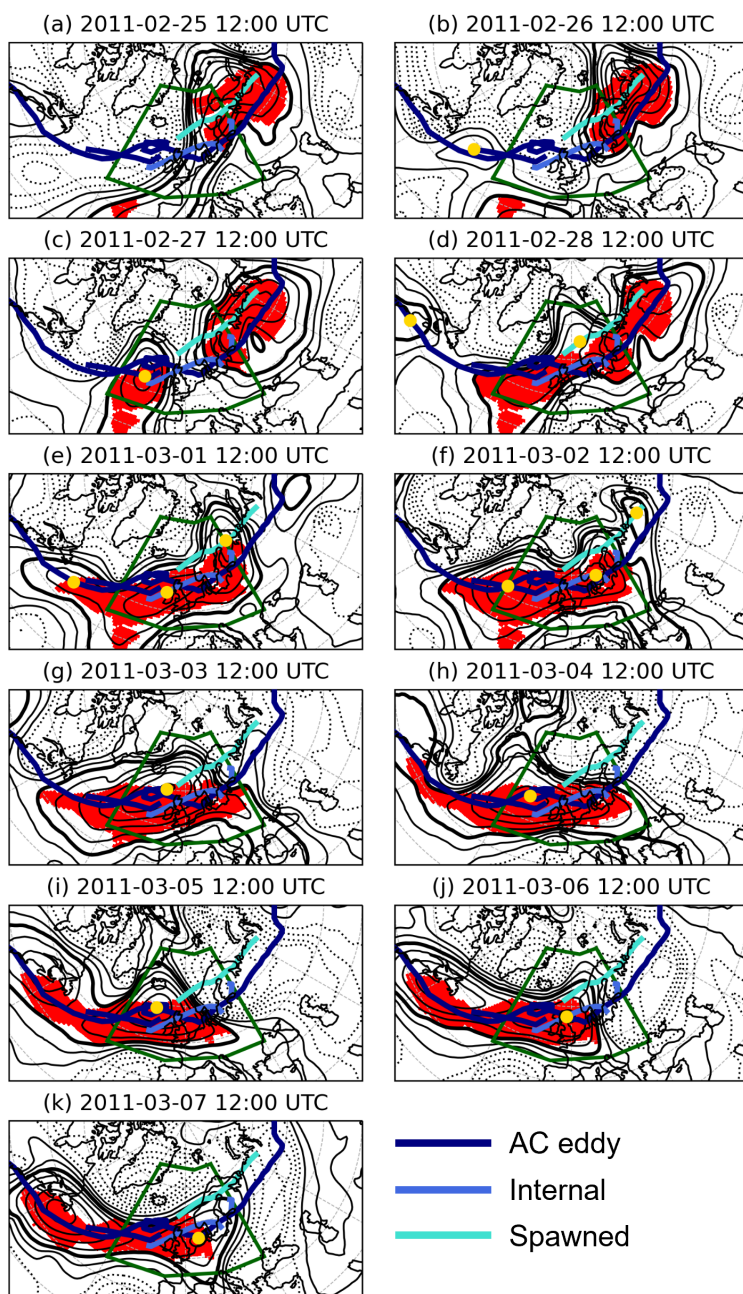 (a) 2011-02-25 12:00 UTC
(b) 2011-02-26 12:00 UTC
(c) 2011-02-27 12:00 UTC
(d) 2011-02-28 12:00 UTC
(e) 2011-03-01 12:00 UTC
(f) 2011-03-02 12:00 UTC
(g) 2011-03-03 12:00 UTC
(h) 2011-03-04 12:00 UTC
(i) 2011-03-05 12:00 UTC
(j) 2011-03-06 12:00 UTC
(k) 2011-03-07 12:00 UTC
AC eddy
Internal
Spawned